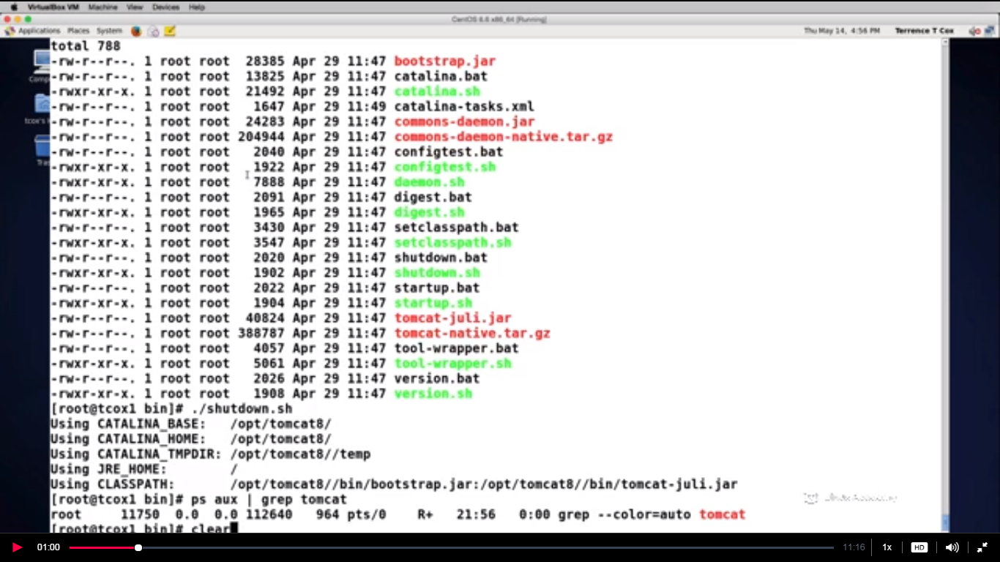 VirtualBox VM Machine View Devices Help
CentOS 6.6 x86_64 [Running]
Applications Places System Thu May 14, 4:56 PM Terrence T Cox
total 788
-rw-r--r--. 1 root root 28385 Apr 29 11:47 bootstrap.jar
-rw-r--r--. 1 root root 13825 Apr 29 11:47 catalina.bat
-rwxr-xr-x. 1 root root 21492 Apr 29 11:47 catalina.sh
-rw-r--r--. 1 root root 1647 Apr 29 11:49 catalina-tasks.xml
-rw-r--r--. 1 root root 24283 Apr 29 11:47 commons-daemon.jar
-rw-r--r--. 1 root root 204944 Apr 29 11:47 commons-daemon-native.tar.gz
-rw-r--r--. 1 root root 2040 Apr 29 11:47 configtest.bat
-rwxr-xr-x. 1 root root 1922 Apr 29 11:47 configtest.sh
-rwxr-xr-x. 1 root root 7888 Apr 29 11:47 daemon.sh
-rw-r--r--. 1 root root 2091 Apr 29 11:47 digest.bat
-rwxr-xr-x. 1 root root 1965 Apr 29 11:47 digest.sh
-rw-r--r--. 1 root root 3430 Apr 29 11:47 setclasspath.bat
-rwxr-xr-x. 1 root root 3547 Apr 29 11:47 setclasspath.sh
-rw-r--r--. 1 root root 2020 Apr 29 11:47 shutdown.bat
-rwxr-xr-x. 1 root root 1902 Apr 29 11:47 shutdown.sh
-rw-r--r--. 1 root root 2022 Apr 29 11:47 startup.bat
-rwxr-xr-x. 1 root root 1904 Apr 29 11:47 startup.sh
-rw-r--r--. 1 root root 40824 Apr 29 11:47 tomcat-juli.jar
-rw-r--r--. 1 root root 388787 Apr 29 11:47 tomcat-native.tar.gz
-rw-r--r--. 1 root root 4057 Apr 29 11:47 tool-wrapper.bat
-rwxr-xr-x. 1 root root 5061 Apr 29 11:47 tool-wrapper.sh
-rw-r--r--. 1 root root 2026 Apr 29 11:47 version.bat
-rwxr-xr-x. 1 root root 1908 Apr 29 11:47 version.sh
[root@tcox1 bin]# ./shutdown.sh
Using CATALINA_BASE: /opt/tomcat8/
Using CATALINA_HOME: /opt/tomcat8/
Using CATALINA_TMPDIR: /opt/tomcat8//temp
Using JRE_HOME: /
Using CLASSPATH: /opt/tomcat8//bin/bootstrap.jar:/opt/tomcat8//bin/tomcat-juli.jar
[root@tcox1 bin]# ps aux | grep tomcat
root 11750 0.0 0.0 112640 964 pts/0 R+ 21:56 0:00 grep --color=auto tomcat
[root@tcox1 bin]# clear
01:00 11:16 1x HD